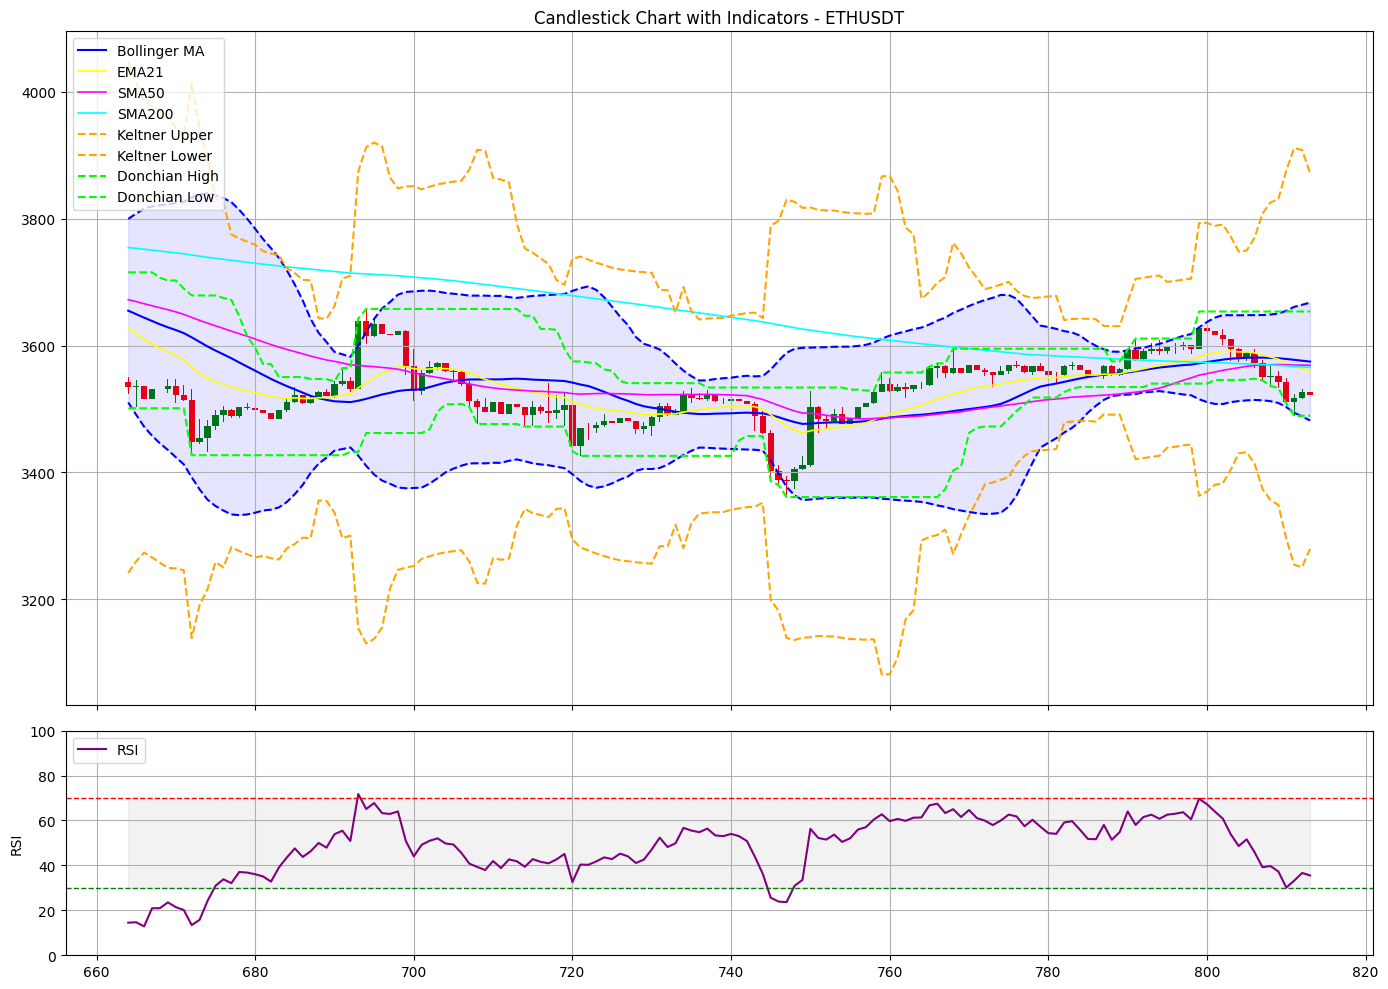 Candlestick Chart with Indicators - ETHUSDT
Bollinger MA
EMA21
SMA50
SMA200
Keltner Upper
Keltner Lower
Donchian High
Donchian Low
4000
3800
3600
3400
3200
RSI
100
80
60
40
20
0
RSI
660
680
700
720
740
760
780
800
820